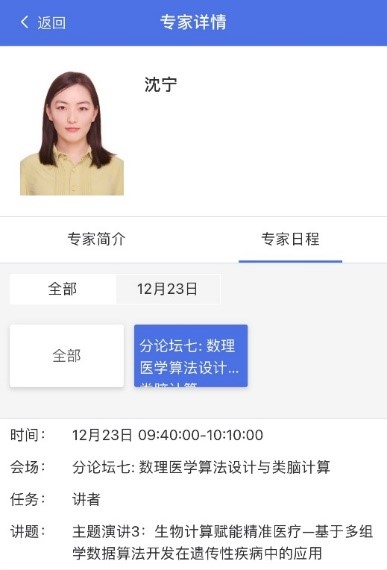 返回
专家详情
沈宁
专家简介
专家日程
全部
12月23日
全部
分论坛七: 数理
医学算法设计...
类脑计算
时间：
12月23日 09:40:00-10:10:00
会场：
分论坛七: 数理医学算法设计与类脑计算
任务：
讲者
讲题：
主题演讲3：生物计算赋能精准医疗—基于多组
学数据算法开发在遗传性疾病中的应用